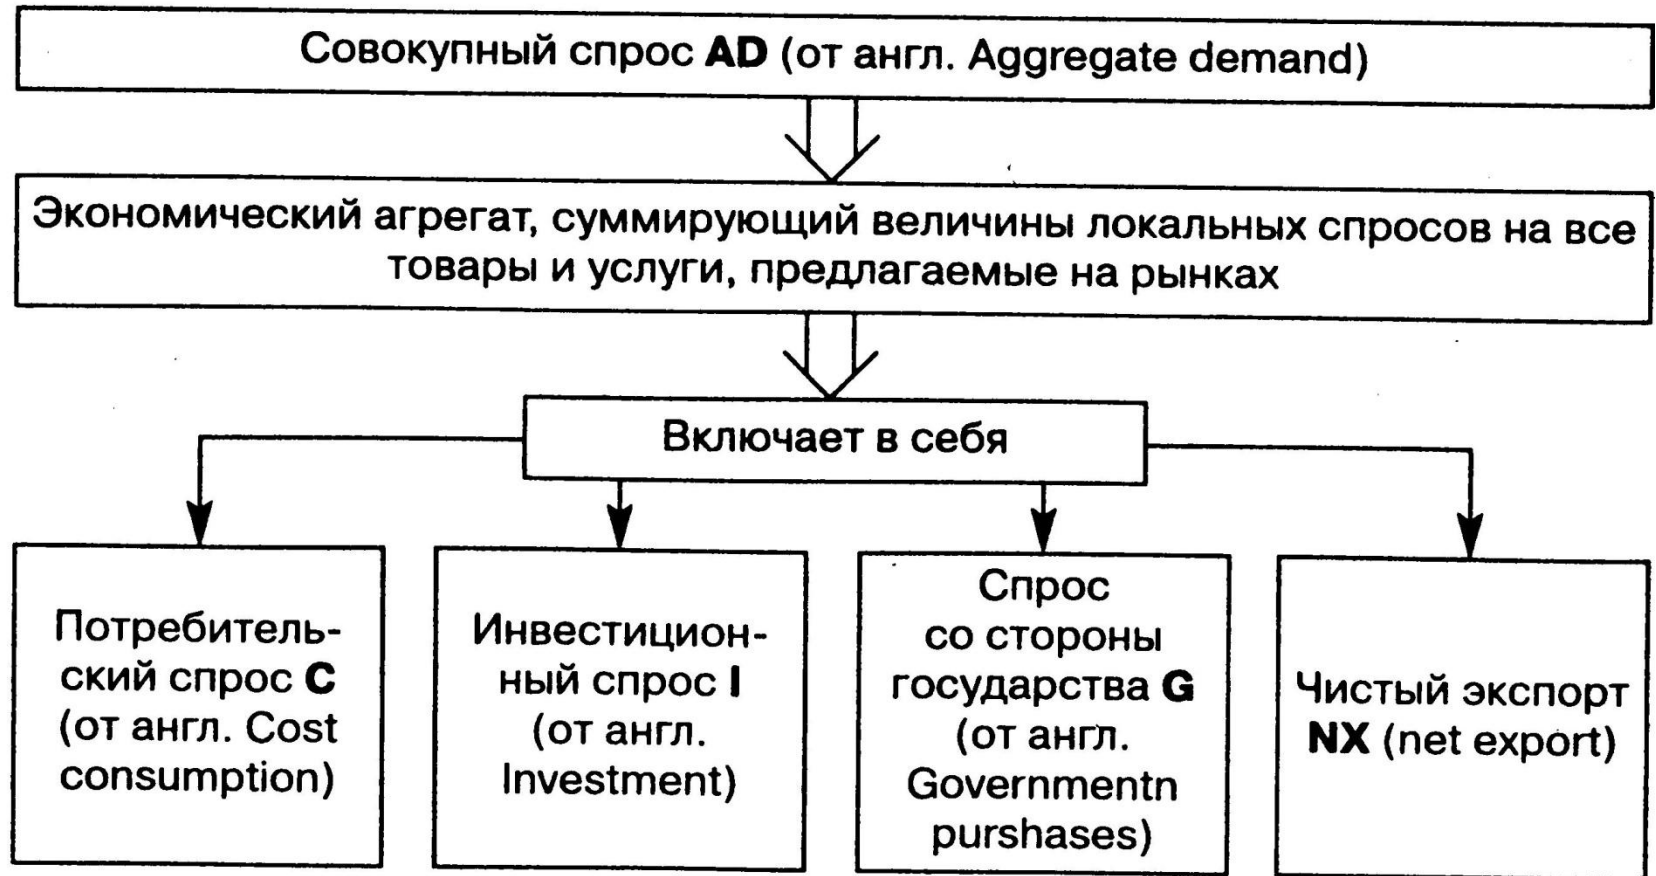 Совокупный спрос AD (от англ. Aggregate demand)
Экономический агрегат, суммирующий величины локальных спросов на все
товары и услуги, предлагаемые на рынках
Включает в себя
Потребитель-
ский спрос C
(от англ. Cost
consumption)
Инвестицион-
ный спрос I
(от англ.
Investment)
Спрос
со стороны
государства G
(от англ.
Governmentn
purshases)
Чистый экспорт
NX (net export)